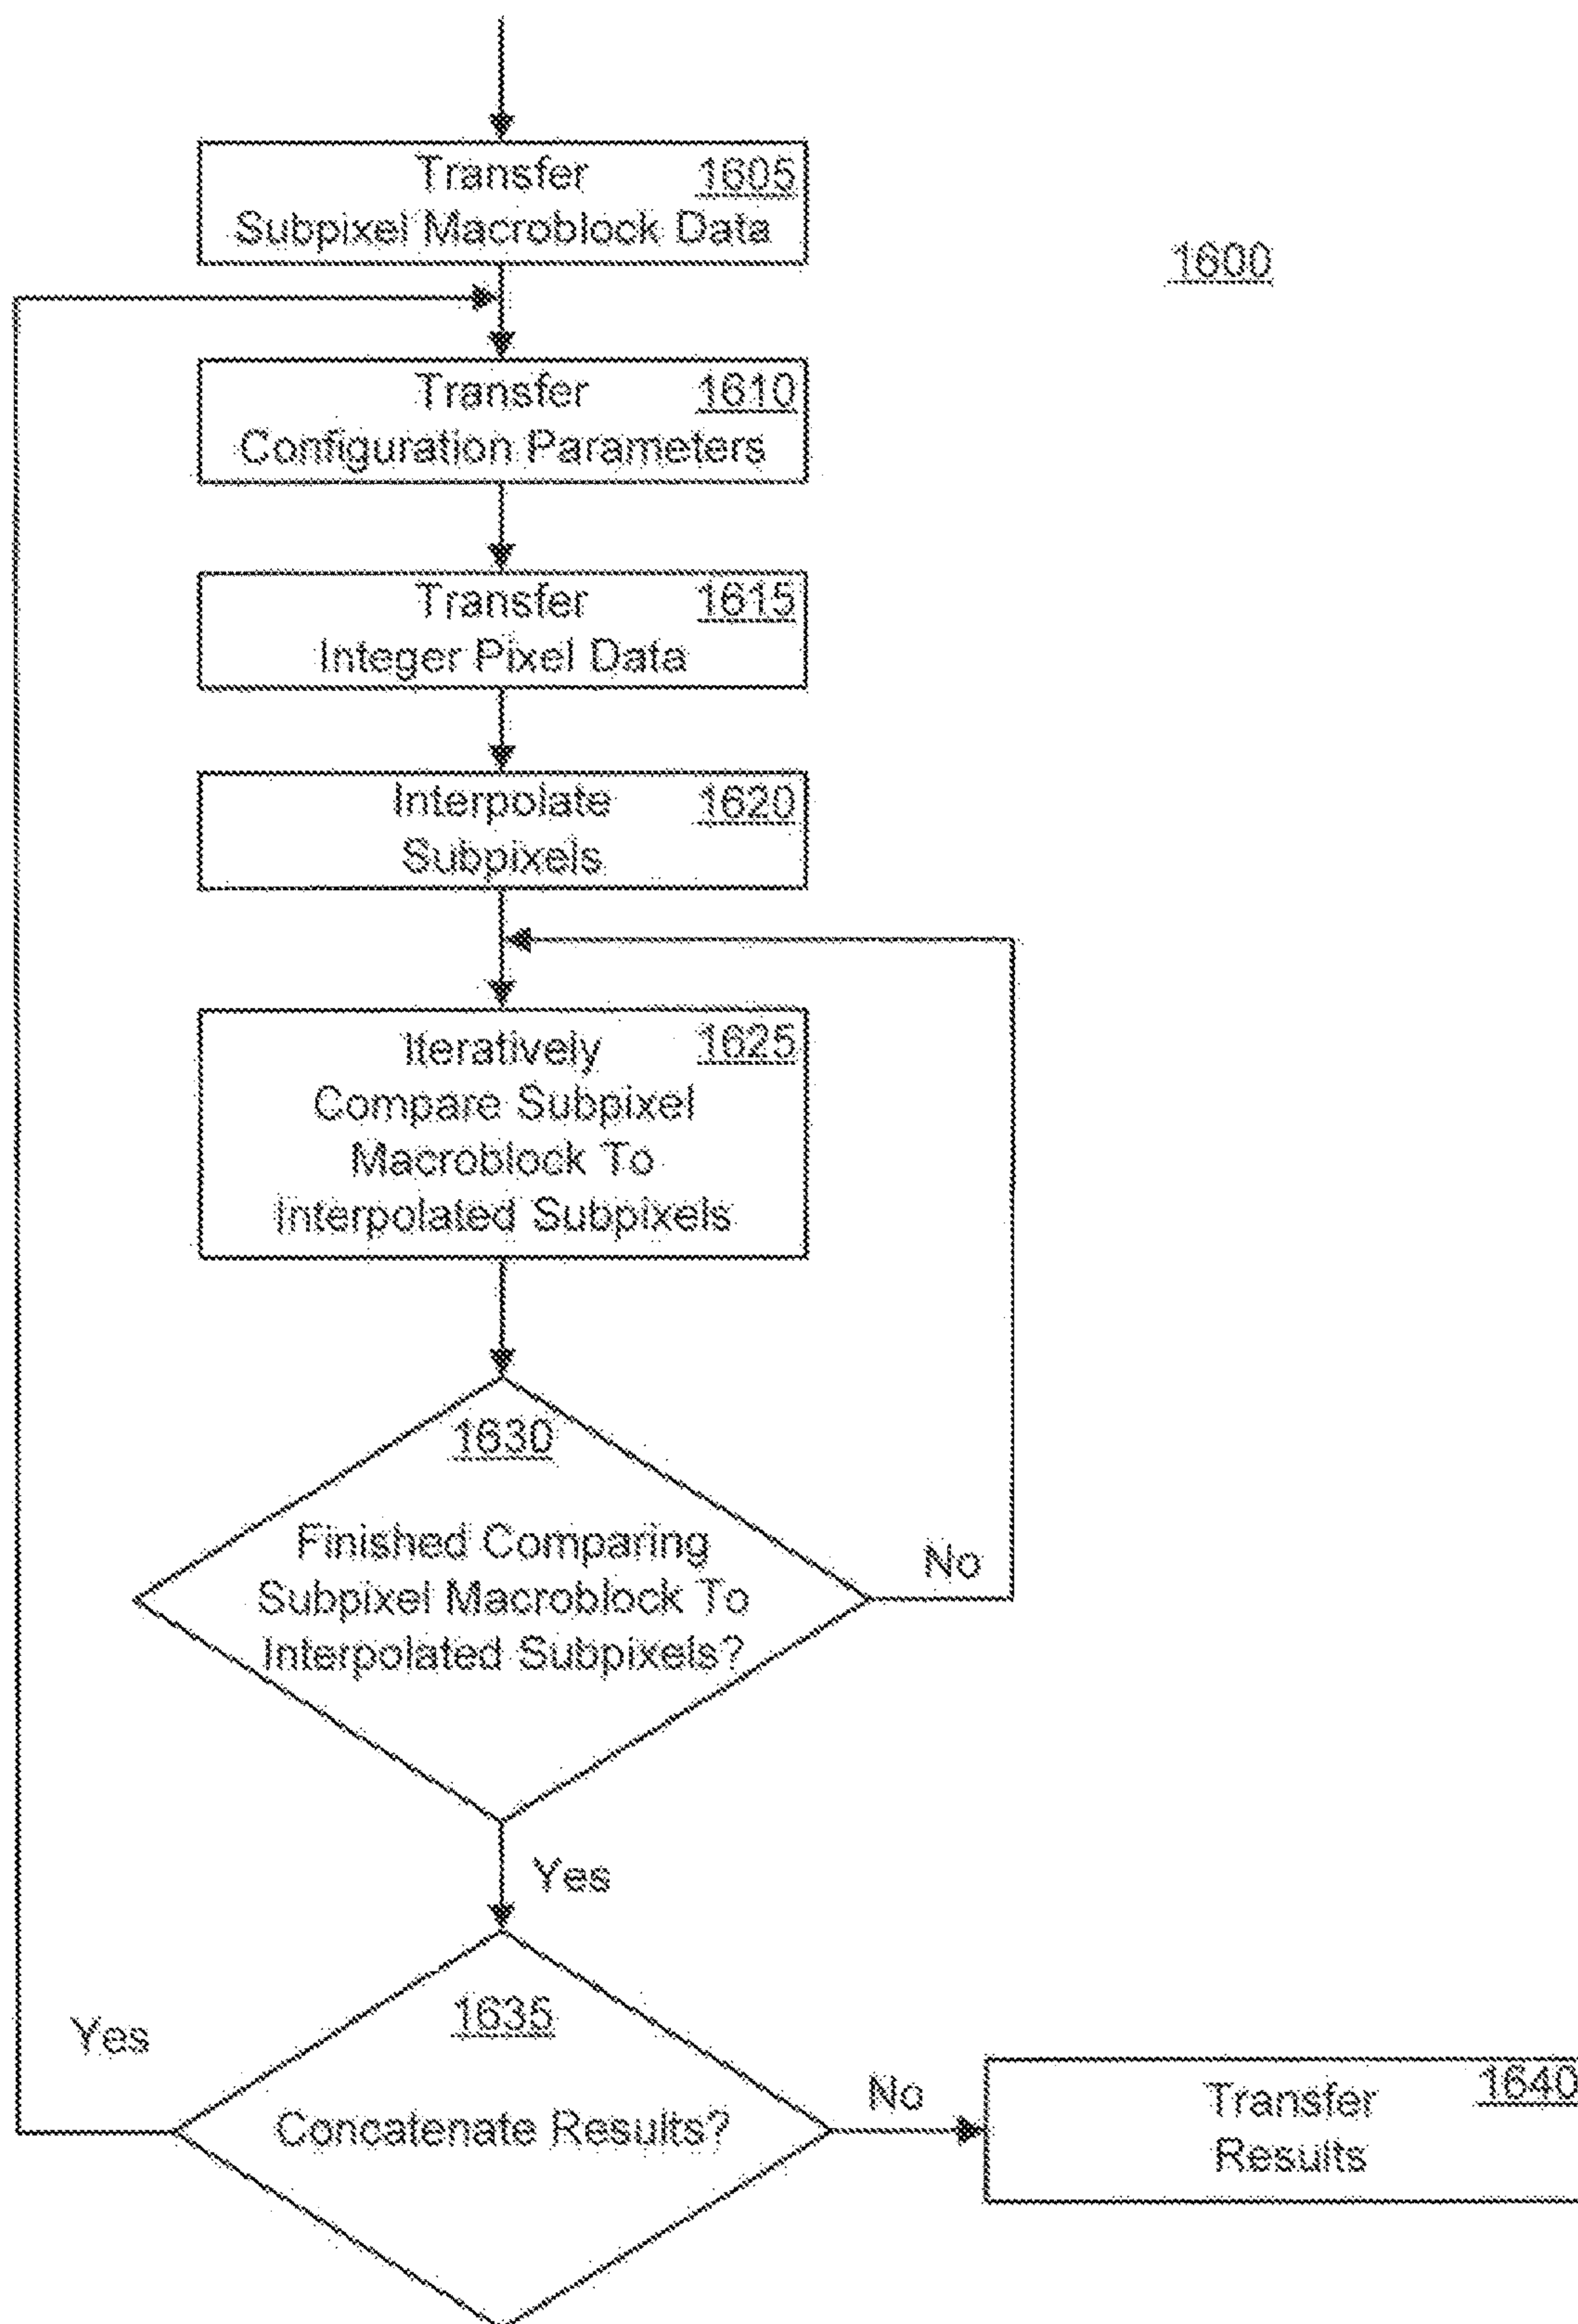 Transfer 1605
Subpixel Macroblock Data
1600
Transfer 1610
Configuration Parameters
Transfer 1615
Integer Pixel Data
Interpolate 1620
Subpixels
Iteratively 1625
Compare Subpixel
Macroblock To
Interpolated Subpixels
1630
Finished Comparing
Subpixel Macroblock To
Interpolated Subpixels?
No
Yes
1635
Yes
Concatenate Results?
No
Transfer 1640
Results